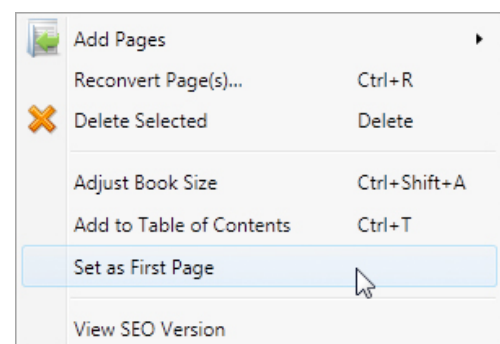 Add Pages
Reconvert Page(s)... Ctrl+R
Delete Selected Delete
Adjust Book Size Ctrl+Shift+A
Add to Table of Contents Ctrl+T
Set as First Page
View SEO Version